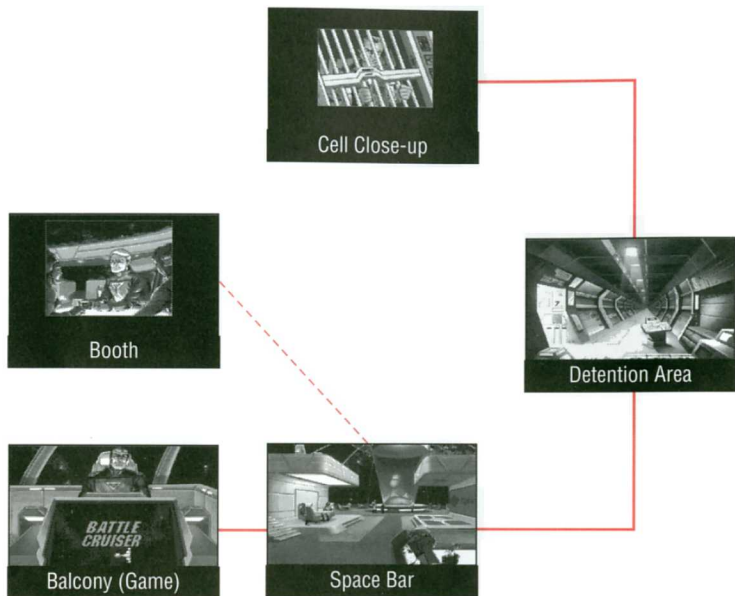 Cell Close-up
Booth
Detention Area
BATTLE
CRUISER
Balcony (Game)
Space Bar